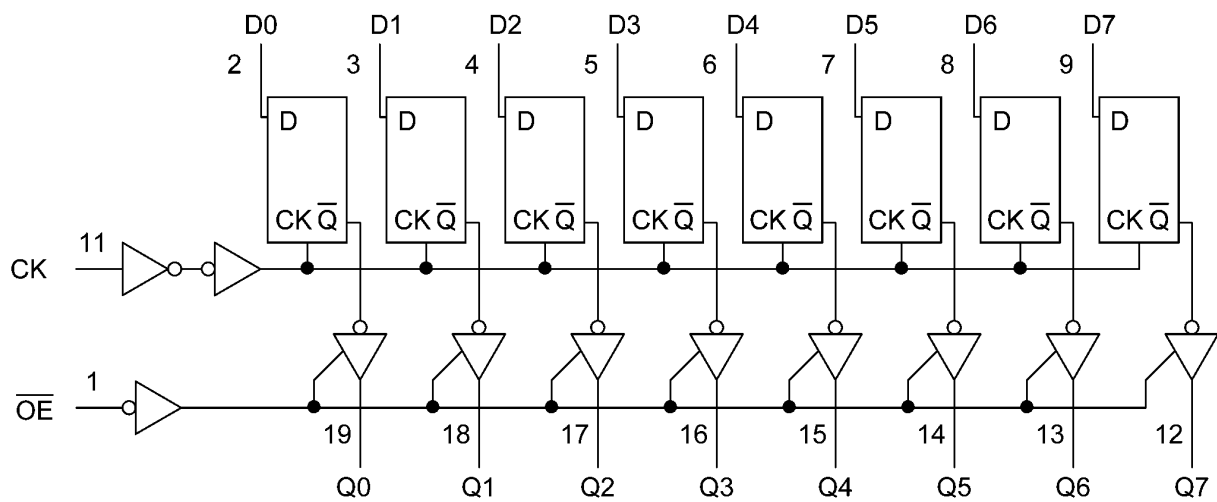 D0 D1 D2 D3 D4 D5 D6 D7
2 3 4 5 6 7 8 9
D D D D D D D D
CK Q̅ CK Q̅ CK Q̅ CK Q̅ CK Q̅ CK Q̅ CK Q̅ CK Q̅
11
CK
1
O̅E̅
19 18 17 16 15 14 13 12
Q0 Q1 Q2 Q3 Q4 Q5 Q6 Q7